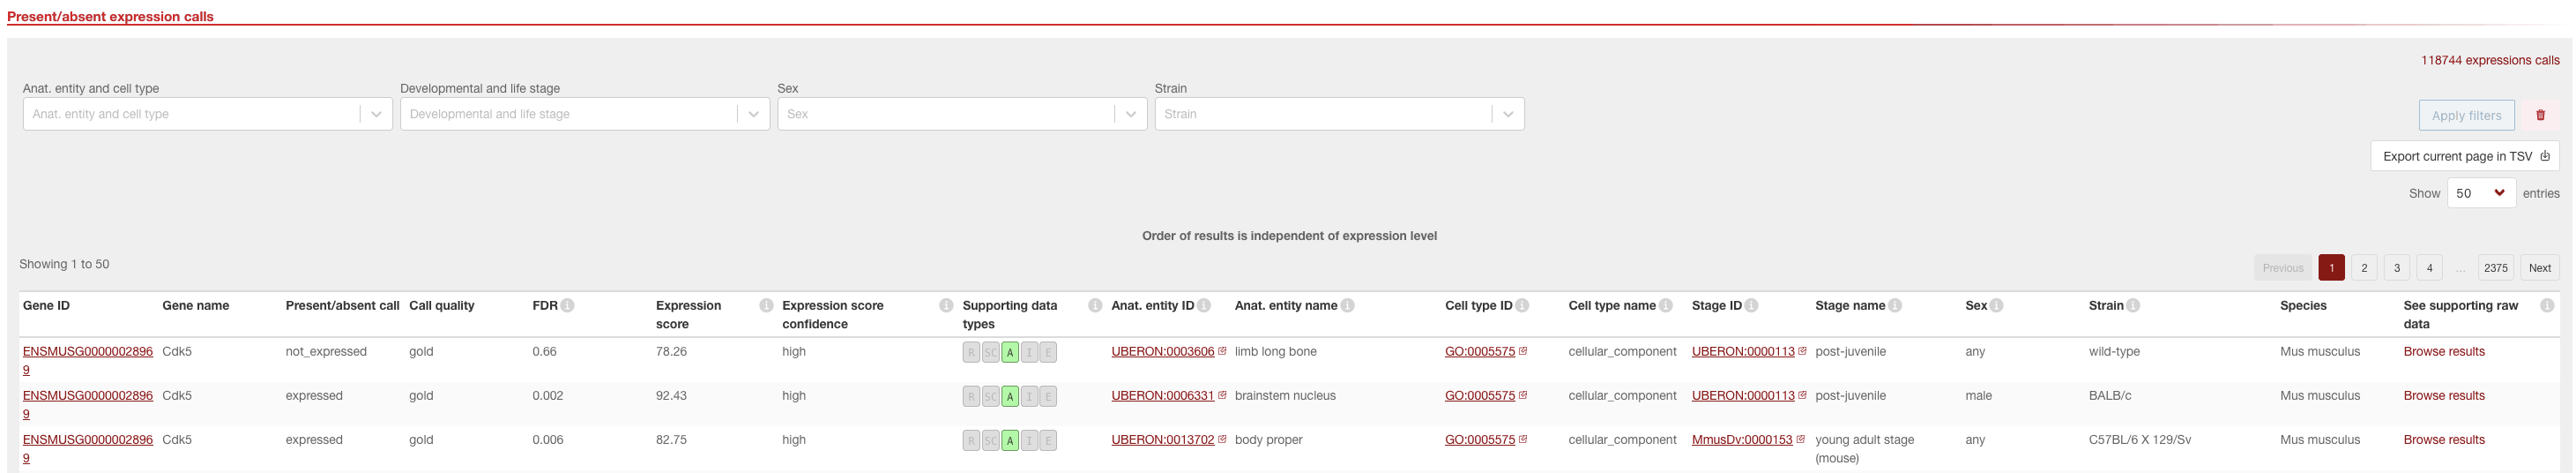 Present/absent expression calls
118744 expressions calls
Anat. entity and cell type
Developmental and life stage
Sex
Strain
Anat. entity and cell type
Developmental and life stage
Sex
Strain
Apply filters
Export current page in TSV
Show 50 entries
Order of results is independent of expression level
Showing 1 to 50
Previous 1 2 3 4 ... 2375 Next
Gene ID Gene name Present/absent call Call quality FDR Expression score Expression score confidence Supporting data types Anat. entity ID Anat. entity name Cell type ID Cell type name Stage ID Stage name Sex Strain Species See supporting raw data
ENSMUSG00000028969 Cdk5 not_expressed gold 0.66 78.26 high R SC A I E UBERON:0003606 limb long bone GO:0005575 cellular_component UBERON:0000113 post-juvenile any wild-type Mus musculus Browse results
ENSMUSG00000028969 Cdk5 expressed gold 0.002 92.43 high R SC A I E UBERON:0006331 brainstem nucleus GO:0005575 cellular_component UBERON:0000113 post-juvenile male BALB/c Mus musculus Browse results
ENSMUSG00000028969 Cdk5 expressed gold 0.006 82.75 high R SC A I E UBERON:0013702 body proper GO:0005575 cellular_component MmusDv:0000153 young adult stage (mouse) any C57BL/6 X 129/Sv Mus musculus Browse results